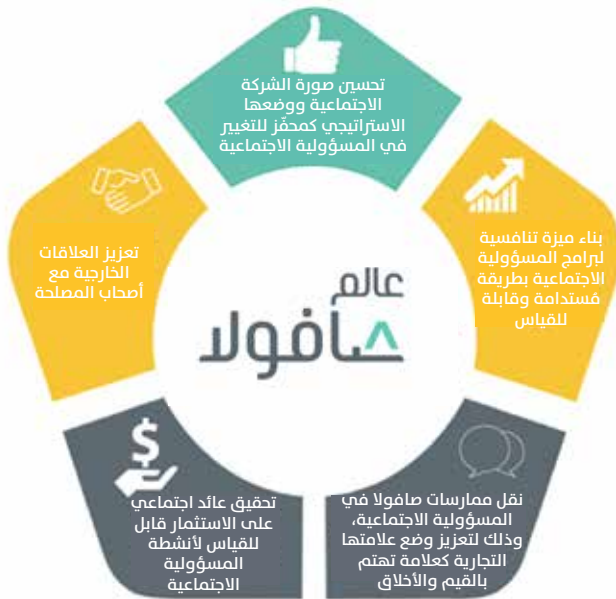 تحسين صورة الشركة
الاجتماعية ووضعها
الاستراتيجي كمحفّز للتغيير
في المسؤولية الاجتماعية
بناء ميزة تنافسية
لبرامج المسؤولية
الاجتماعية بطريقة
مُستدامة وقابلة
للقياس
تعزيز العلاقات
الخارجية مع
أصحاب المصلحة
عالم
صافولا
نقل ممارسات صافولا في
المسؤولية الاجتماعية،
وذلك لتعزيز وضع علامتها
التجارية كعلامة تهتم
بالقيم والأخلاق
$
تحقيق عائد اجتماعي
على الاستثمار قابل
للقياس لأنشطة
المسؤولية
الاجتماعية